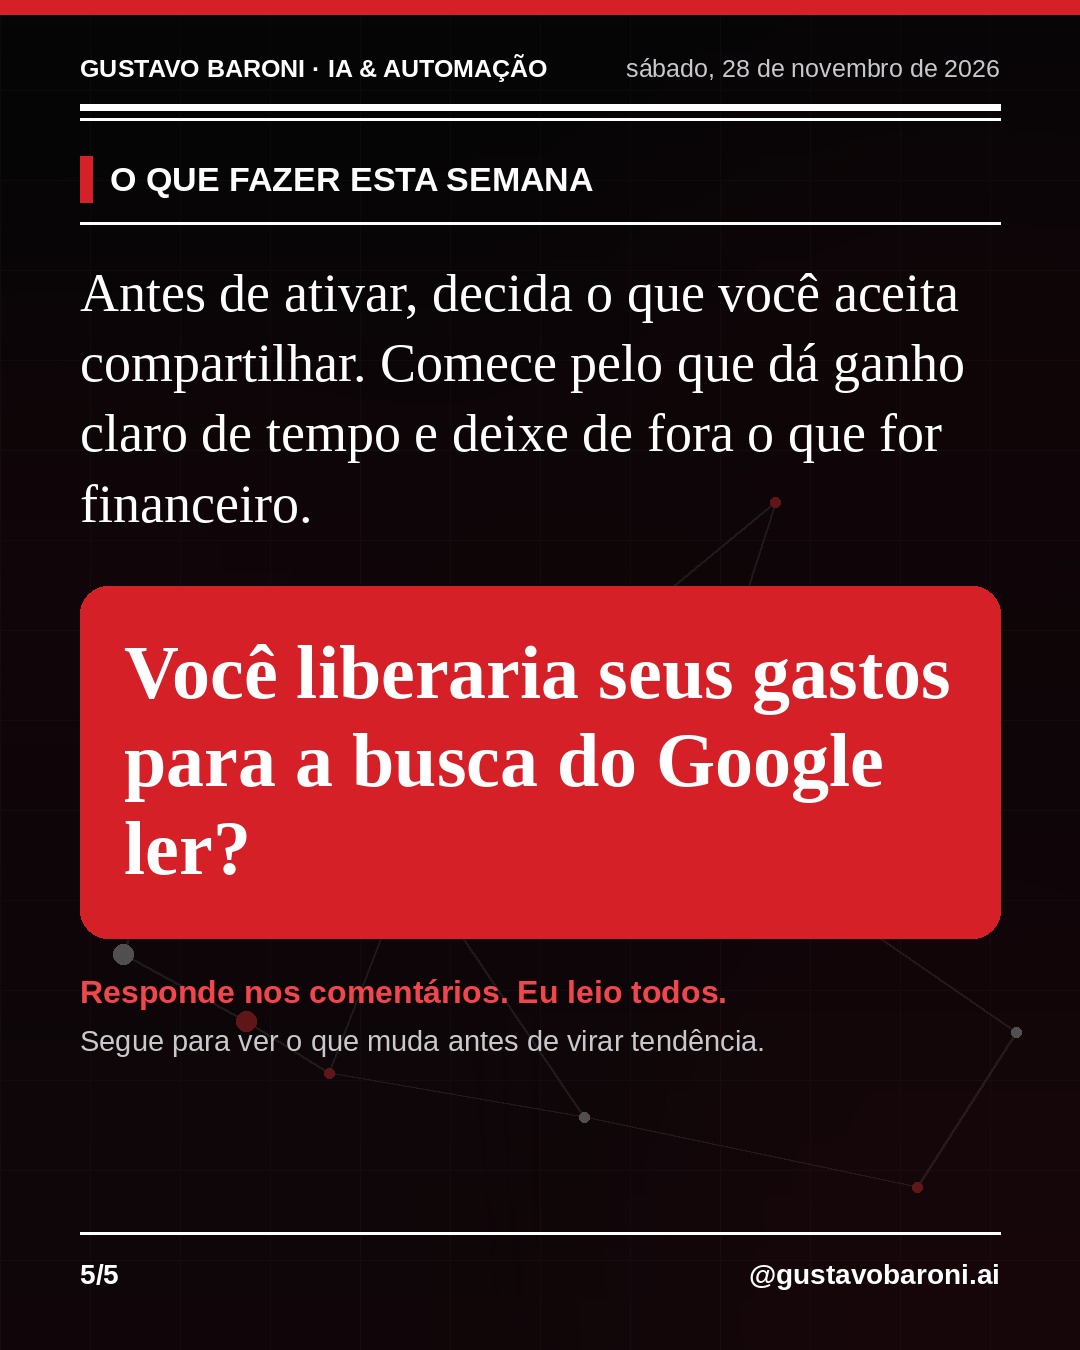 GUSTAVO BARONI · IA & AUTOMAÇÃO
sábado, 28 de novembro de 2026
O QUE FAZER ESTA SEMANA
Antes de ativar, decida o que você aceita
compartilhar. Comece pelo que dá ganho
claro de tempo e deixe de fora o que for
financeiro.
Você liberaria seus gastos
para a busca do Google
ler?
Responde nos comentários. Eu leio todos.
Segue para ver o que muda antes de virar tendência.
5/5
@gustavobaroni.ai